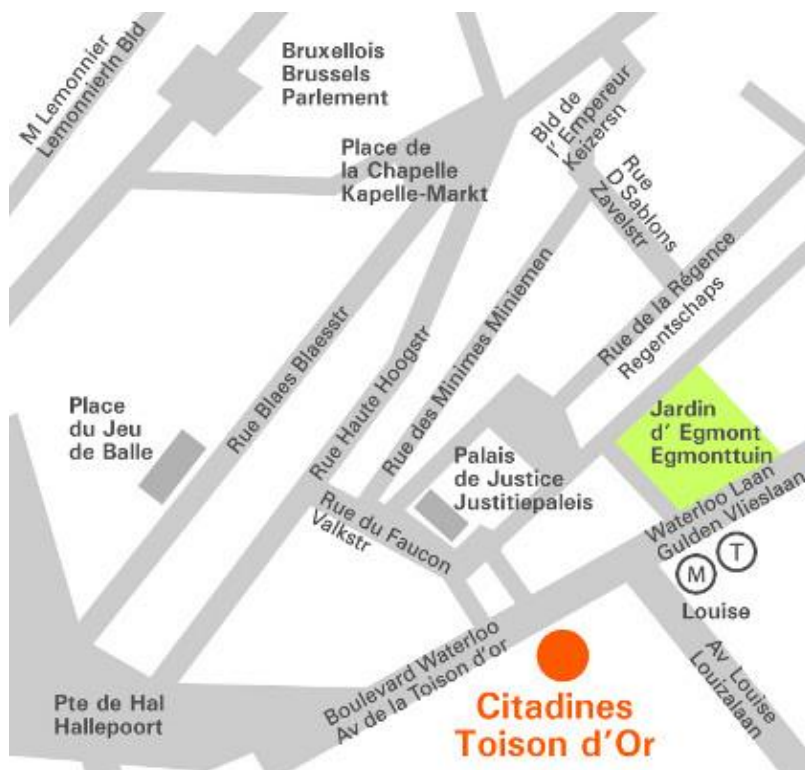 M Lemonnier
LemonnierIn Bld
Bruxellois
Brussels
Parlement
Place de
la Chapelle
Kapelle-Markt
Bld de
l' Empereur
Keizersn
Rue
D Sablons
Zavelstr
Rue de la Régence
Regentschaps
Rue Blaes Blaesstr
Rue Haute Hoogstr
Rue des Minimes Miniemen
Place
du Jeu
de Balle
Jardin
d' Egmont
Egmonttuin
Palais
de Justice
Justitiepaleis
Rue du Faucon
Valkstr
Waterloo Laan
Gulden Vlieslaan
M
T
Louise
Av Louise
Louizalaan
Boulevard Waterloo
Av de la Toison d'or
Pte de Hal
Hallepoort
Citadines
Toison d'Or